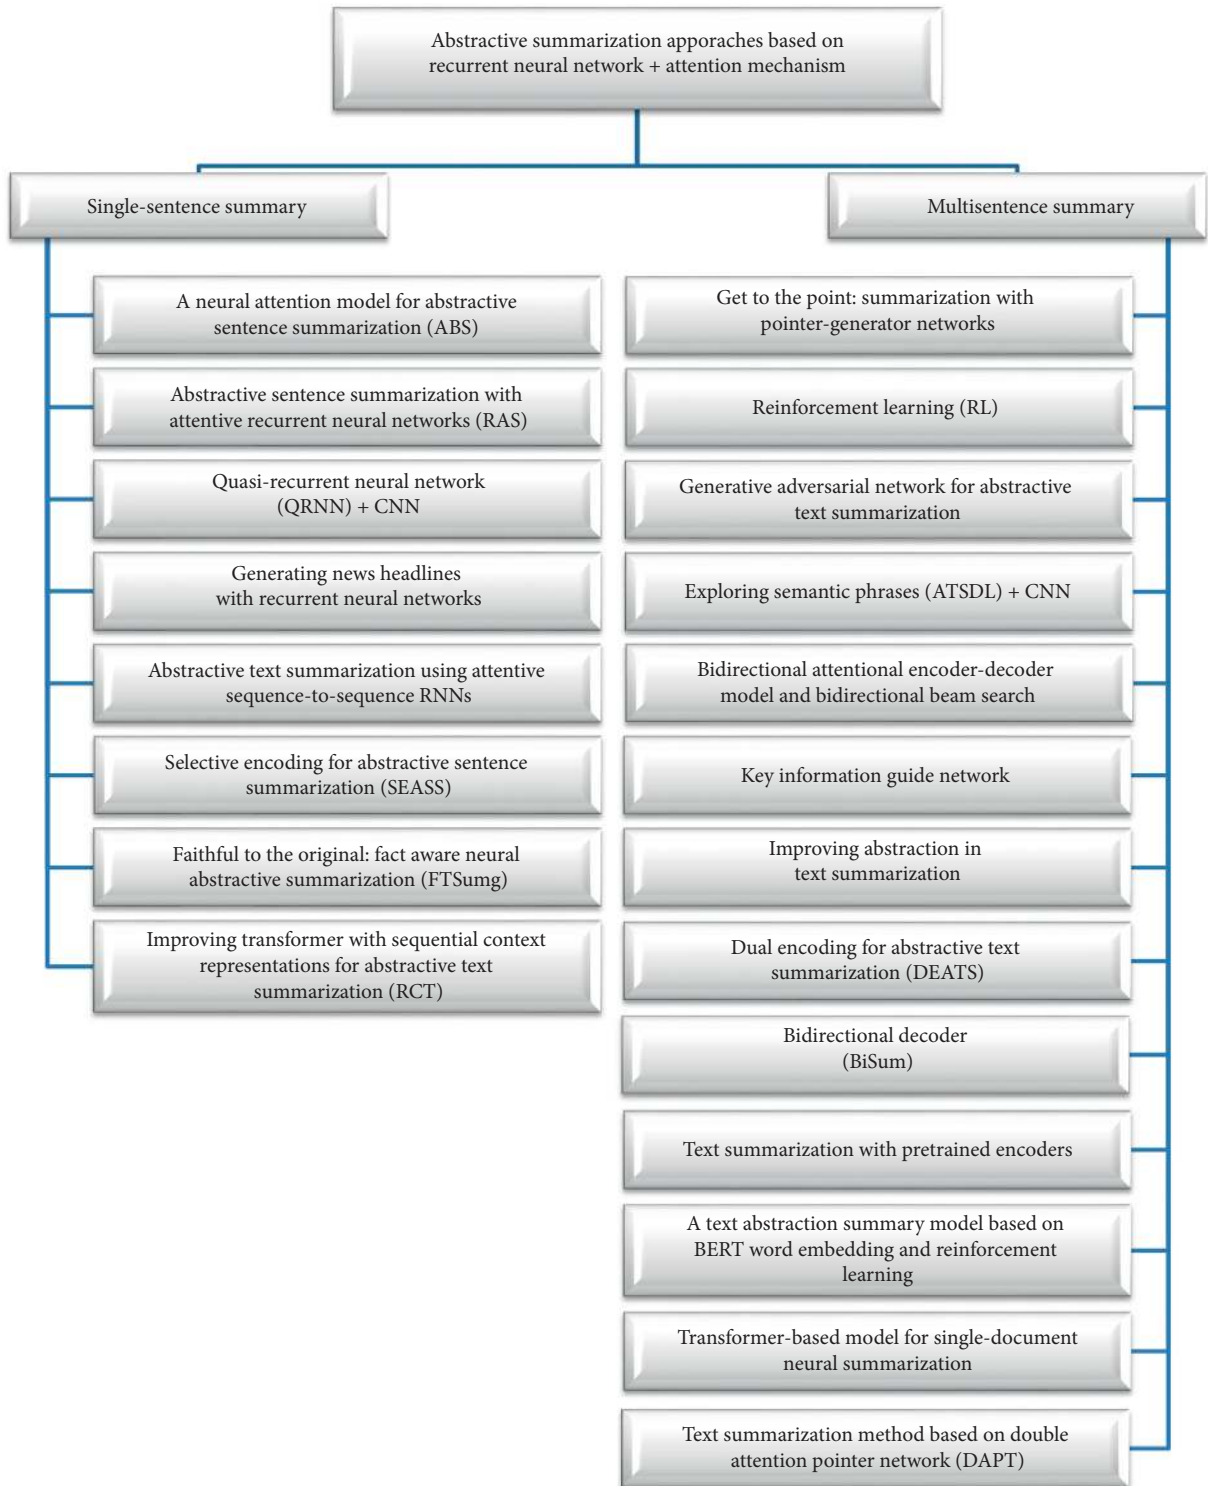 Abstractive summarization apporaches based on
recurrent neural network + attention mechanism
Single-sentence summary
A neural attention model for abstractive
sentence summarization (ABS)
Abstractive sentence summarization with
attentive recurrent neural networks (RAS)
Quasi-recurrent neural network
(QRNN) + CNN
Generating news headlines
with recurrent neural networks
Abstractive text summarization using attentive
sequence-to-sequence RNNs
Selective encoding for abstractive sentence
summarization (SEASS)
Faithful to the original: fact aware neural
abstractive summarization (FTSumg)
Improving transformer with sequential context
representations for abstractive text
summarization (RCT)
Multisentence summary
Get to the point: summarization with
pointer-generator networks
Reinforcement learning (RL)
Generative adversarial network for abstractive
text summarization
Exploring semantic phrases (ATSDL) + CNN
Bidirectional attentional encoder-decoder
model and bidirectional beam search
Key information guide network
Improving abstraction in
text summarization
Dual encoding for abstractive text
summarization (DEATS)
Bidirectional decoder
(BiSum)
Text summarization with pretrained encoders
A text abstraction summary model based on
BERT word embedding and reinforcement
learning
Transformer-based model for single-document
neural summarization
Text summarization method based on double
attention pointer network (DAPT)